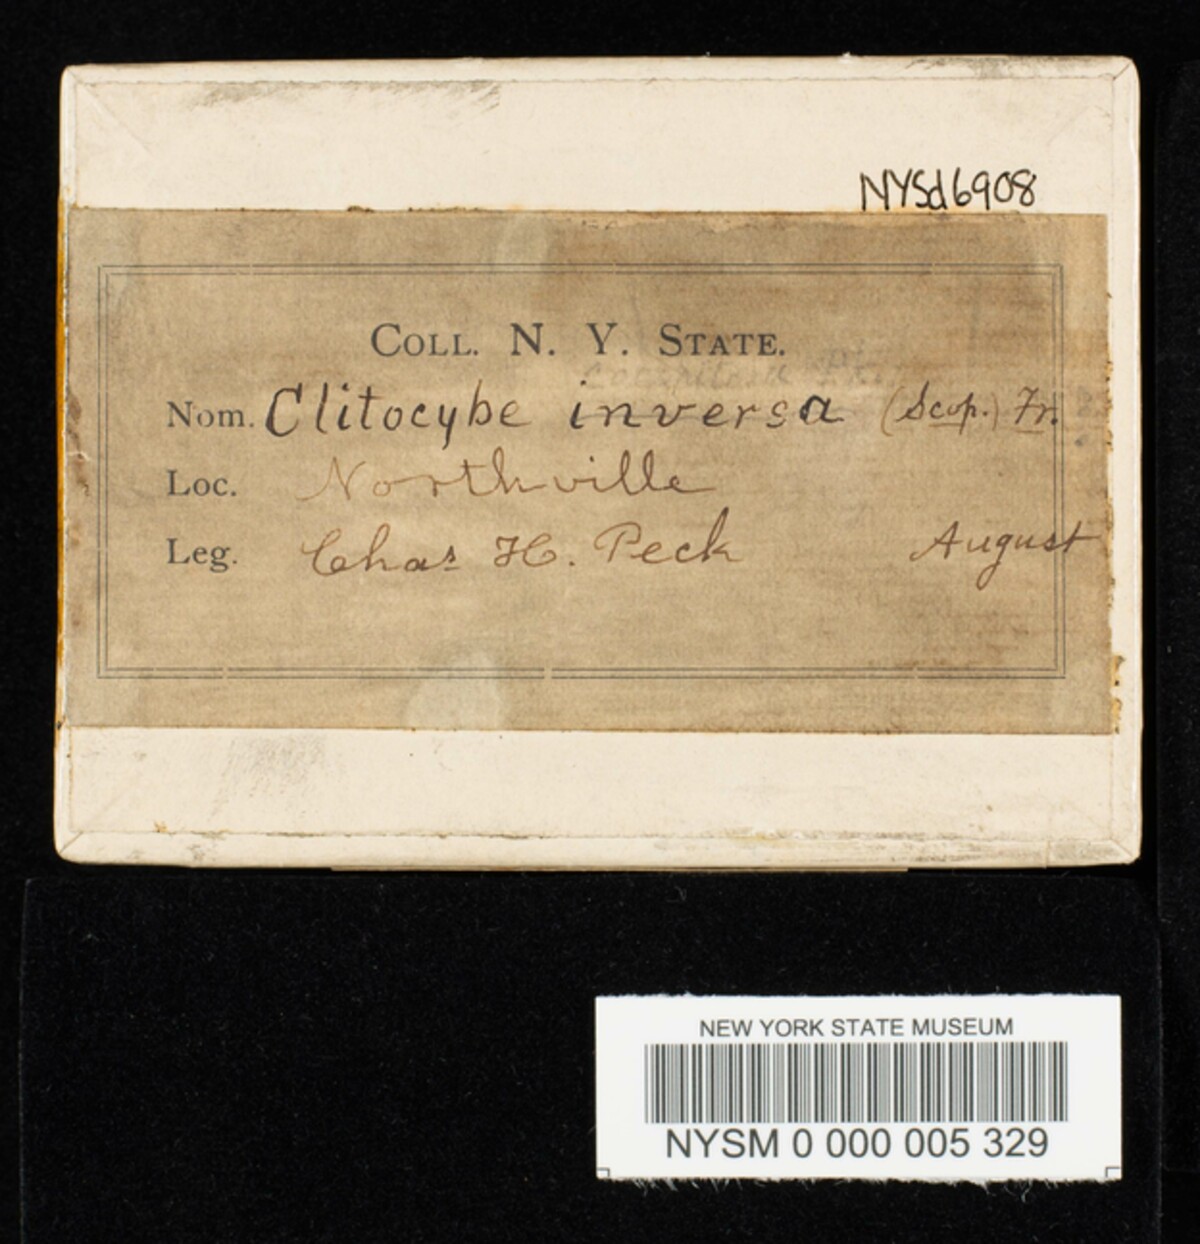 NYSd6908
COLL. N. Y. STATE.
Nom. Clitocybe inversa (Scop.) Fr.
Loc. Northville
Leg. Chas H. Peck August
NEW YORK STATE MUSEUM
NYSM 0 000 005 329